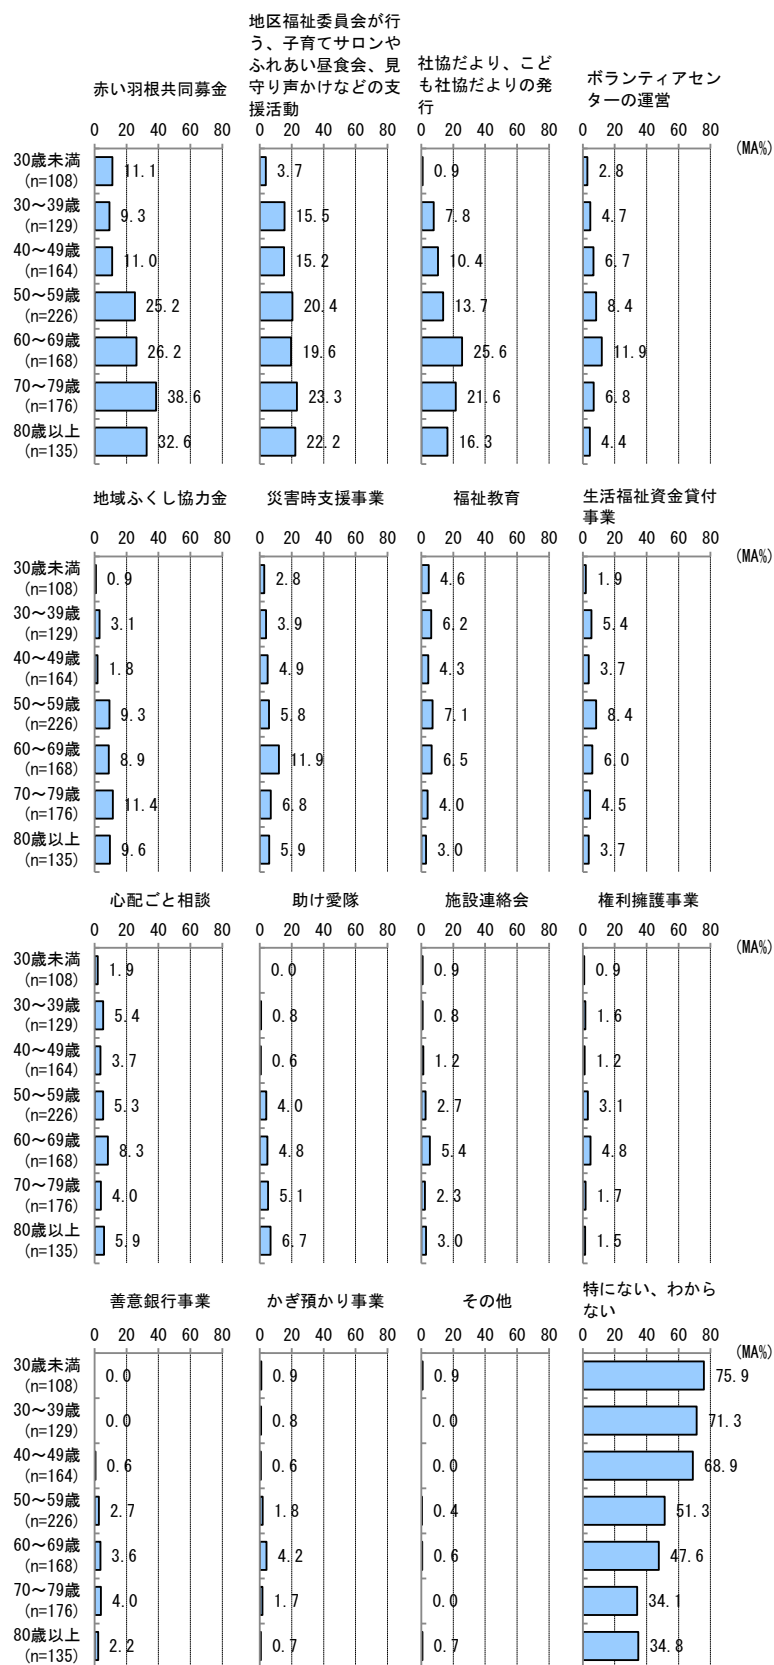 地区福祉委員会が行
う、子育てサロンや
ふれあい昼食会、見
守り声かけなどの支
援活動
社協だより、こど
も社協だよりの発
行
ボランティアセン
ターの運営
赤い羽根共同募金
0 20 40 60 80 0 20 40 60 80 0 20 40 60 80 0 20 40 60 80
(MA%)
30歳未満
(n=108)
11.1 3.7 0.9 2.8
30～39歳
(n=129)
9.3 15.5 7.8 4.7
40～49歳
(n=164)
11.0 15.2 10.4 6.7
50～59歳
(n=226)
25.2 20.4 13.7 8.4
60～69歳
(n=168)
26.2 19.6 25.6 11.9
70～79歳
(n=176)
38.6 23.3 21.6 6.8
80歳以上
(n=135)
32.6 22.2 16.3 4.4
地域ふくし協力金 災害時支援事業 福祉教育
生活福祉資金貸付
事業
0 20 40 60 80 0 20 40 60 80 0 20 40 60 80 0 20 40 60 80
(MA%)
30歳未満
(n=108)
0.9 2.8 4.6 1.9
30～39歳
(n=129)
3.1 3.9 6.2 5.4
40～49歳
(n=164)
1.8 4.9 4.3 3.7
50～59歳
(n=226)
9.3 5.8 7.1 8.4
60～69歳
(n=168)
8.9 11.9 6.5 6.0
70～79歳
(n=176)
11.4 6.8 4.0 4.5
80歳以上
(n=135)
9.6 5.9 3.0 3.7
心配ごと相談 助け愛隊 施設連絡会 権利擁護事業
0 20 40 60 80 0 20 40 60 80 0 20 40 60 80 0 20 40 60 80
(MA%)
30歳未満
(n=108)
1.9 0.0 0.9 0.9
30～39歳
(n=129)
5.4 0.8 0.8 1.6
40～49歳
(n=164)
3.7 0.6 1.2 1.2
50～59歳
(n=226)
5.3 4.0 2.7 3.1
60～69歳
(n=168)
8.3 4.8 5.4 4.8
70～79歳
(n=176)
4.0 5.1 2.3 1.7
80歳以上
(n=135)
5.9 6.7 3.0 1.5
善意銀行事業 かぎ預かり事業 その他
特にない、わから
ない
0 20 40 60 80 0 20 40 60 80 0 20 40 60 80 0 20 40 60 80
(MA%)
30歳未満
(n=108)
0.0 0.9 0.9 75.9
30～39歳
(n=129)
0.0 0.8 0.0 71.3
40～49歳
(n=164)
0.6 0.6 0.0 68.9
50～59歳
(n=226)
2.7 1.8 0.4 51.3
60～69歳
(n=168)
3.6 4.2 0.6 47.6
70～79歳
(n=176)
4.0 1.7 0.0 34.1
80歳以上
(n=135)
2.2 0.7 0.7 34.8